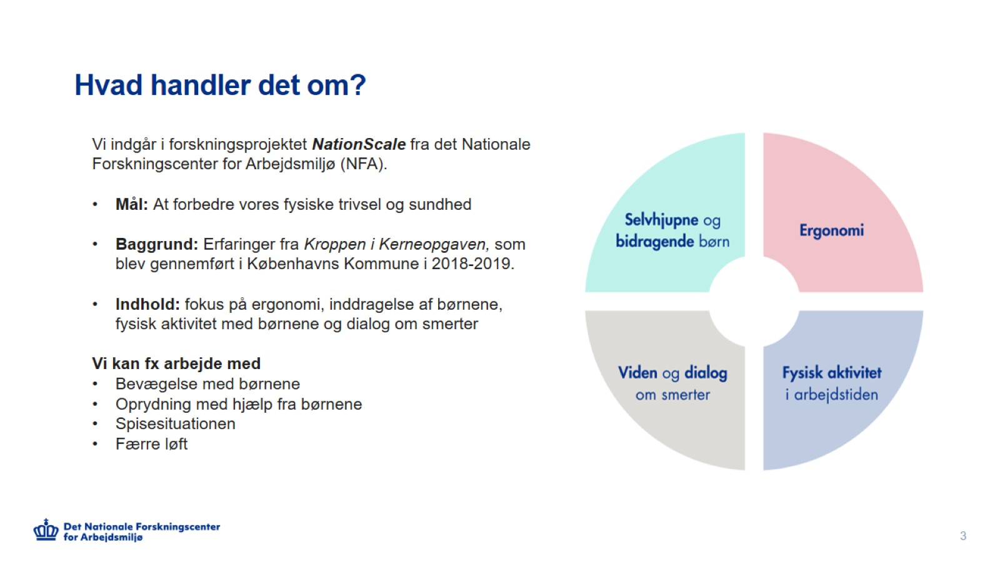 Hvad handler det om?
Vi indgår i forskningsprojektet NationScale fra det Nationale
Forskningscenter for Arbejdsmiljø (NFA).
• Mål: At forbedre vores fysiske trivsel og sundhed
• Baggrund: Erfaringer fra Kroppen i Kerneopgaven, som
blev gennemført i Københavns Kommune i 2018-2019.
• Indhold: fokus på ergonomi, inddragelse af børnene,
fysisk aktivitet med børnene og dialog om smerter
Vi kan fx arbejde med
• Bevægelse med børnene
• Oprydning med hjælp fra børnene
• Spisesituationen
• Færre løft
Selvhjupne og
bidragende børn
Ergonomi
Viden og dialog
om smerter
Fysisk aktivitet
i arbejdstiden
Det Nationale Forskningscenter
for Arbejdsmiljø
3